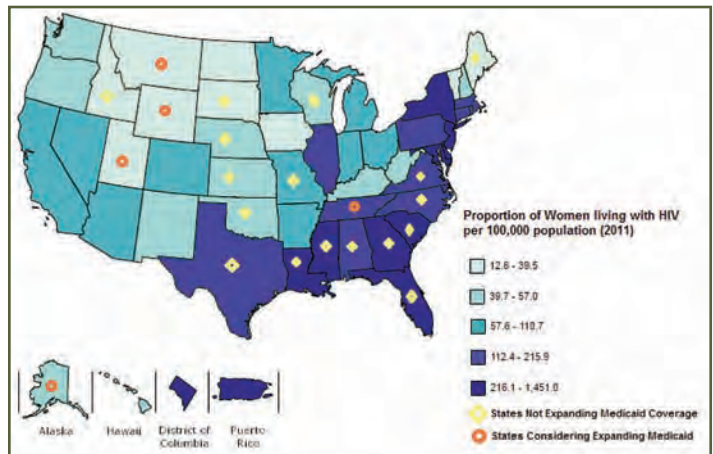 Proportion of Women living with HIV
per 100,000 population (2011)
12.6 - 39.5
39.7 - 57.0
57.6 - 110.7
112.4 - 215.9
216.1 - 1,451.0
States Not Expanding Medicaid Coverage
States Considering Expanding Medicaid
Alaska
Hawaii
District of
Columbia
Puerto
Rico